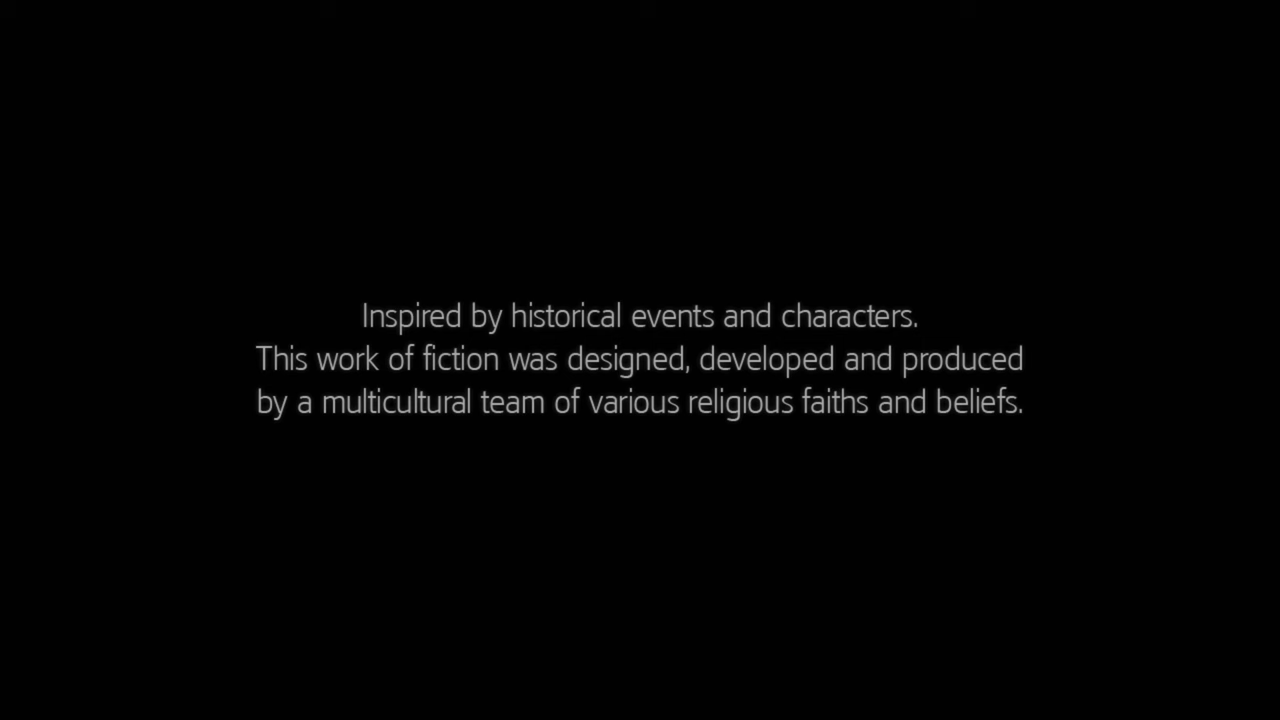 Inspired by historical events and characters.
This work of fiction was designed, developed and produced
by a multicultural team of various religious faiths and beliefs.